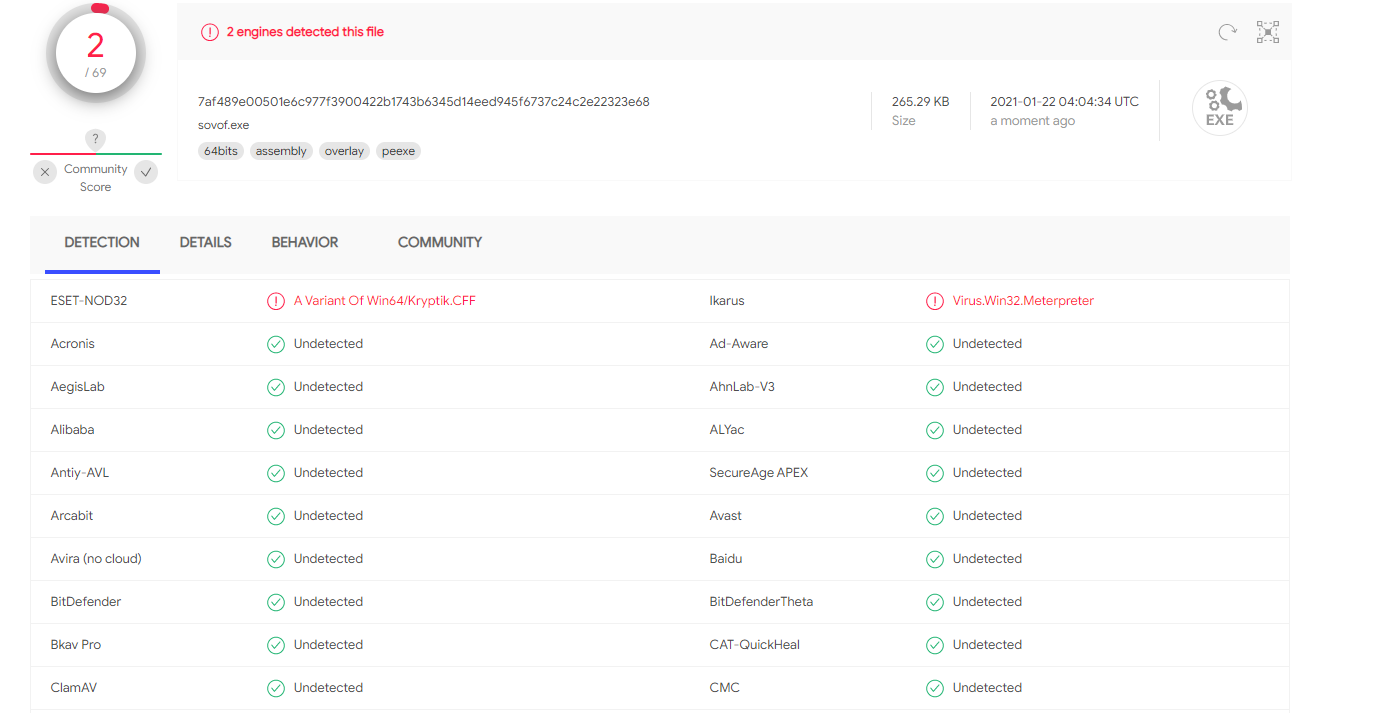 2
/ 69
?
Community
Score
2 engines detected this file
7af489e00501e6c977f3900422b1743b6345d14eed945f6737c24c2e22323e68
sovof.exe
64bits assembly overlay peexe
265.29 KB
Size
2021-01-22 04:04:34 UTC
a moment ago
EXE
DETECTION DETAILS BEHAVIOR COMMUNITY
ESET-NOD32 A Variant Of Win64/Kryptik.CFF Ikarus Virus.Win32.Meterpreter
Acronis Undetected Ad-Aware Undetected
AegisLab Undetected AhnLab-V3 Undetected
Alibaba Undetected ALYac Undetected
Antiy-AVL Undetected SecureAge APEX Undetected
Arcabit Undetected Avast Undetected
Avira (no cloud) Undetected Baidu Undetected
BitDefender Undetected BitDefenderTheta Undetected
Bkav Pro Undetected CAT-QuickHeal Undetected
ClamAV Undetected CMC Undetected